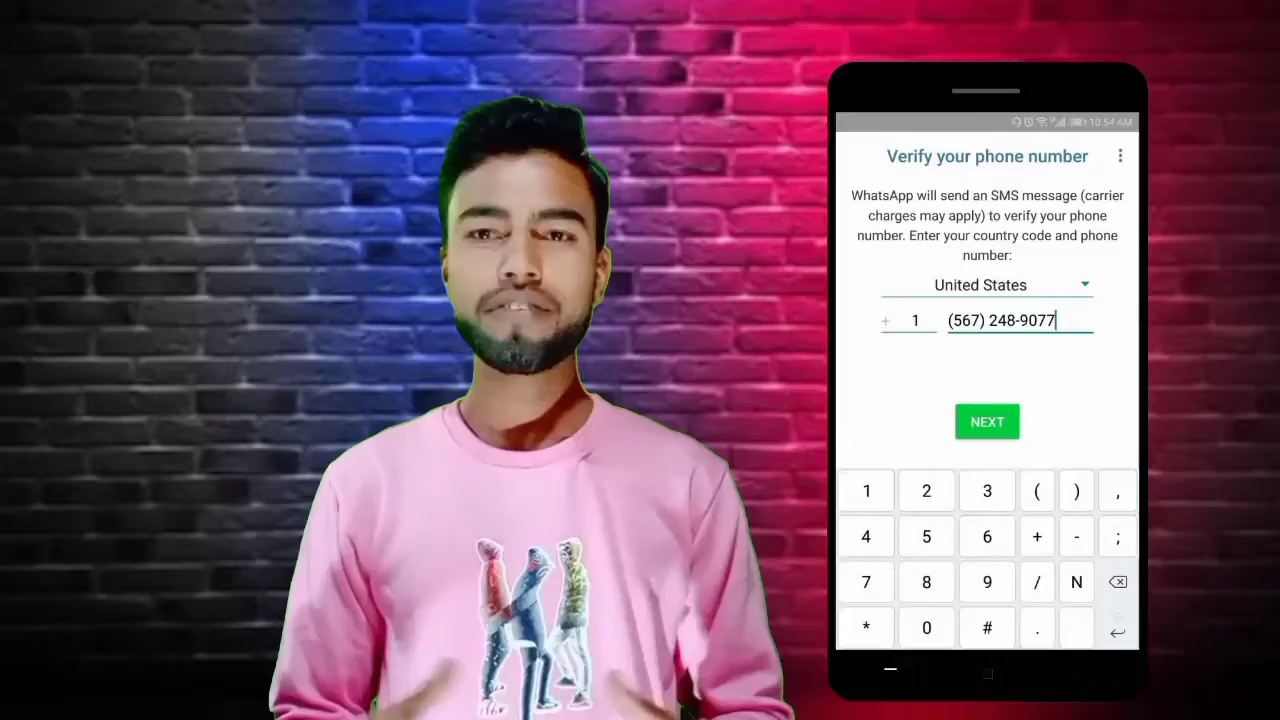 10:54 AM
Verify your phone number
WhatsApp will send an SMS message (carrier
charges may apply) to verify your phone
number. Enter your country code and phone
number:
United States
+ 1 (567) 248-9077
NEXT
1 2 3 ( ) ,
4 5 6 + - ;
7 8 9 / N
* 0 # .